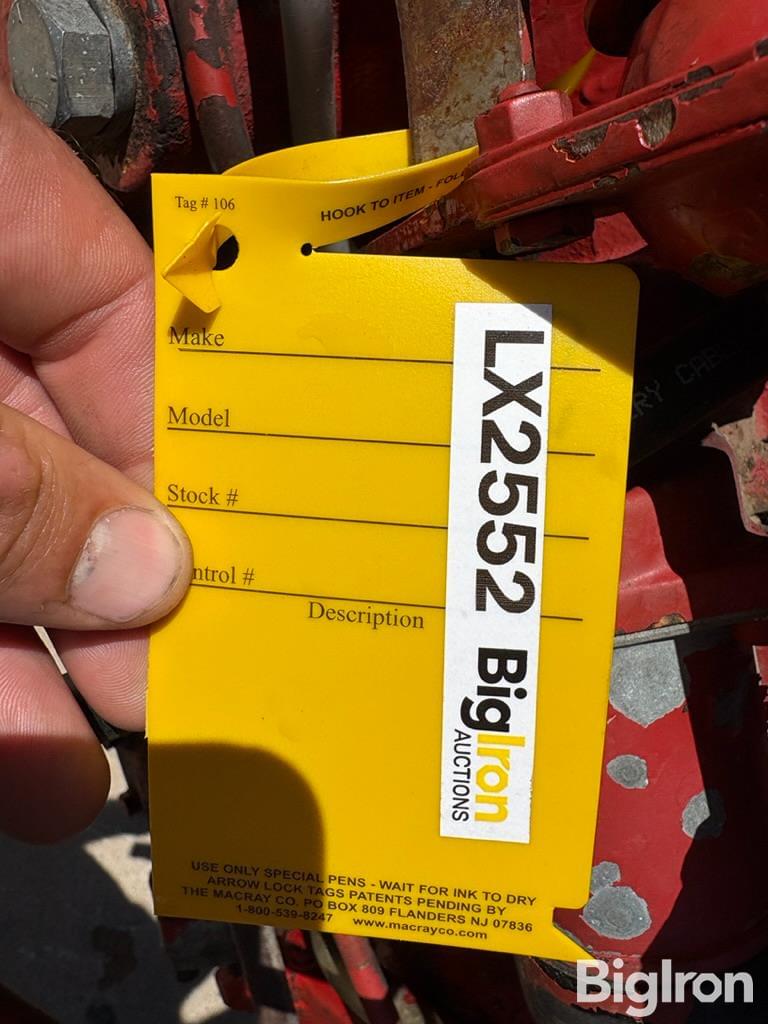 Tag # 106
HOOK TO ITEM - FOL
Make
Model
Stock #
ntrol #
Description
LX2552 BigIron
AUCTIONS
USE ONLY SPECIAL PENS - WAIT FOR INK TO DRY
ARROW LOCK TAGS PATENTS PENDING BY
THE MACRAY CO. PO BOX 809 FLANDERS NJ 07836
1-800-539-8247 www.macrayco.com
BigIron